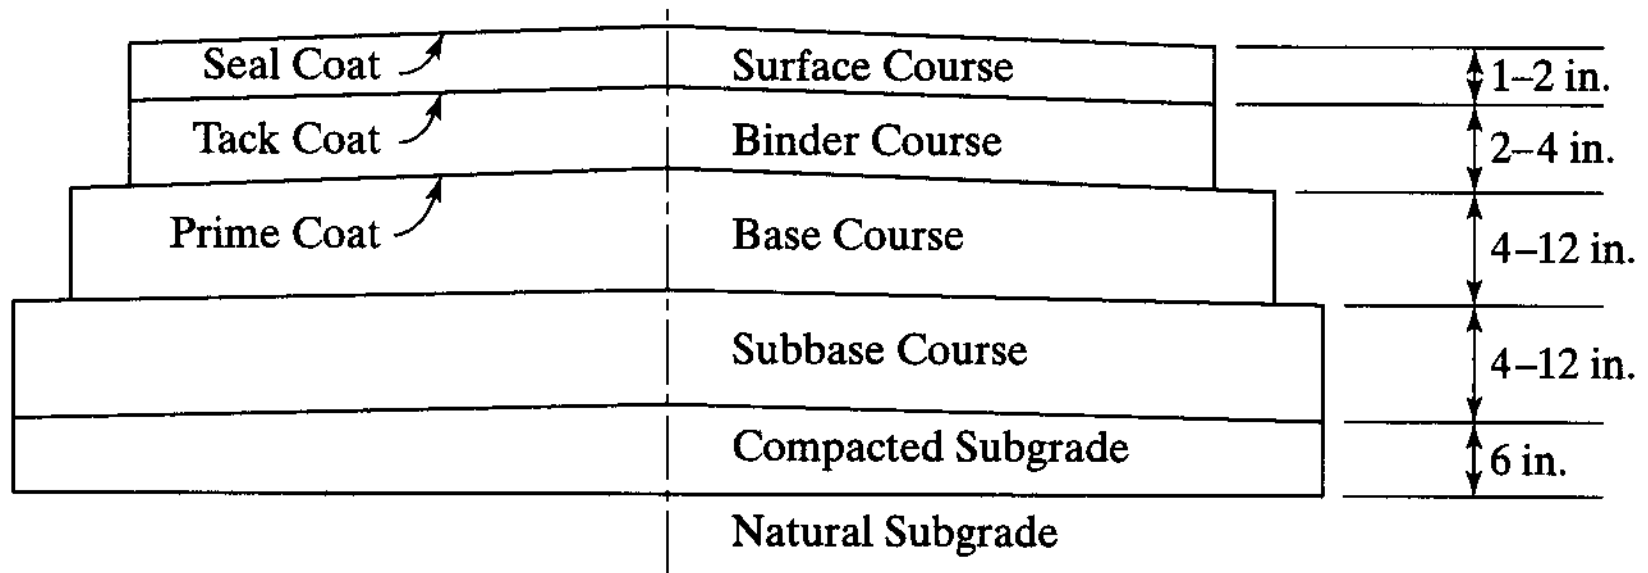 Seal Coat
Surface Course
1–2 in.
Tack Coat
Binder Course
2–4 in.
Prime Coat
Base Course
4–12 in.
Subbase Course
4–12 in.
Compacted Subgrade
6 in.
Natural Subgrade